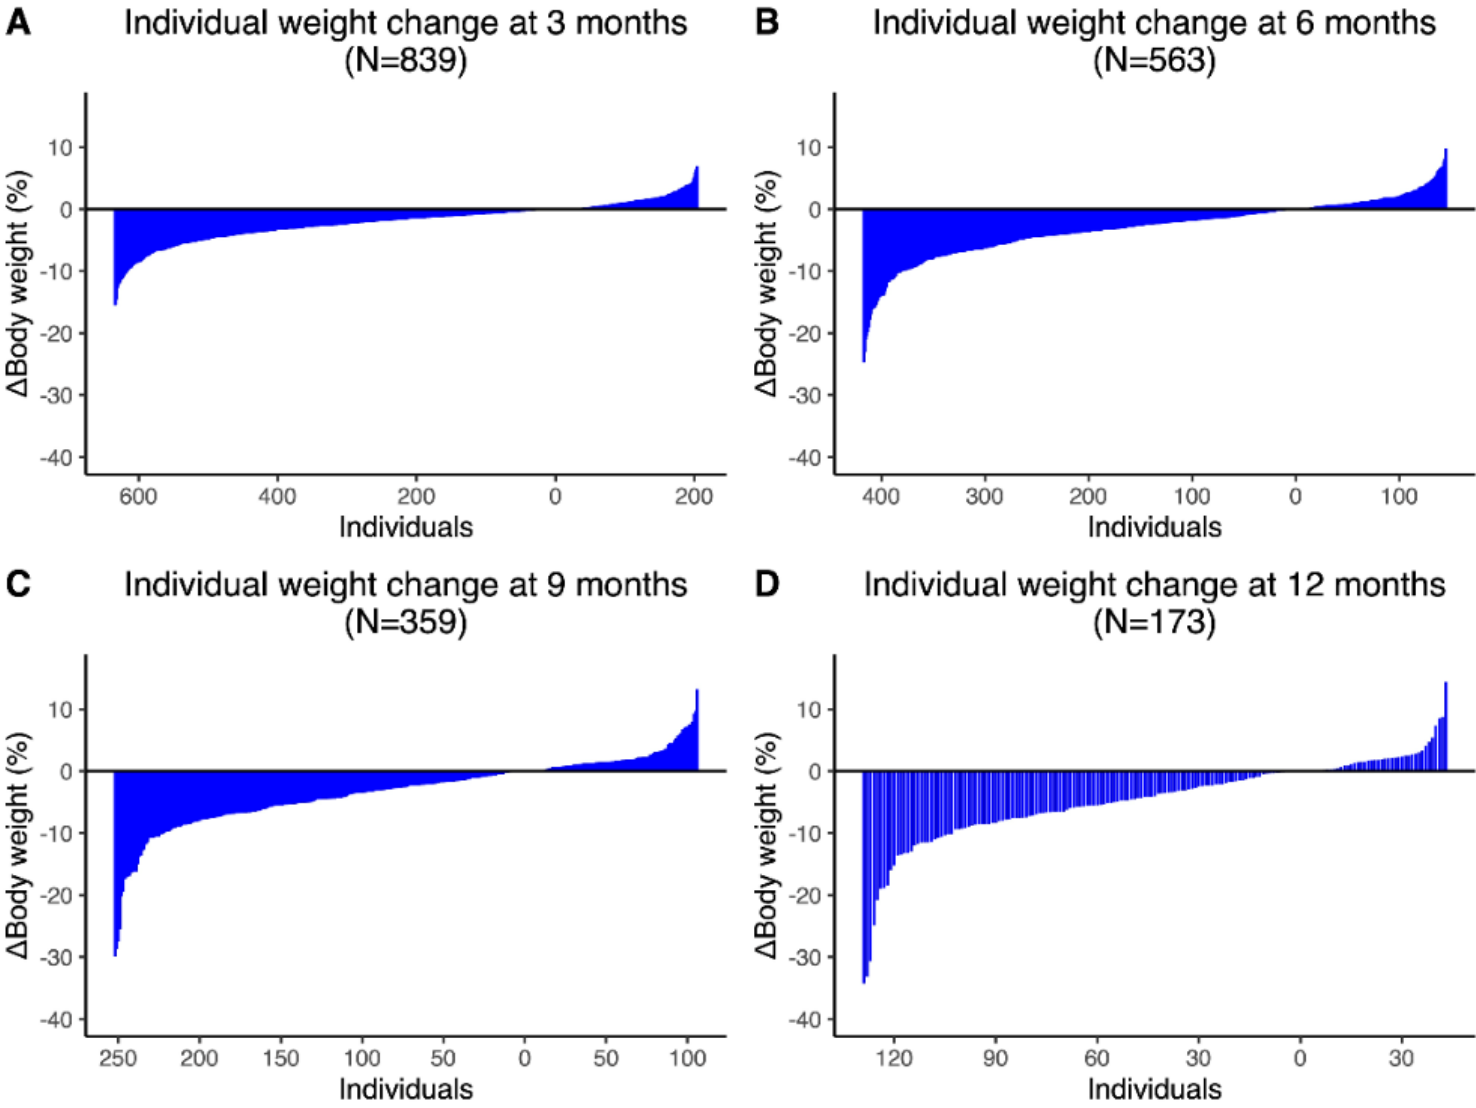 A
Individual weight change at 3 months
(N=839)
ΔBody weight (%)
10
0
-10
-20
-30
-40
600
400
200
0
200
Individuals
B
Individual weight change at 6 months
(N=563)
ΔBody weight (%)
10
0
-10
-20
-30
-40
400
300
200
100
0
100
Individuals
C
Individual weight change at 9 months
(N=359)
ΔBody weight (%)
10
0
-10
-20
-30
-40
250
200
150
100
50
0
50
100
Individuals
D
Individual weight change at 12 months
(N=173)
ΔBody weight (%)
10
0
-10
-20
-30
-40
120
90
60
30
0
30
Individuals